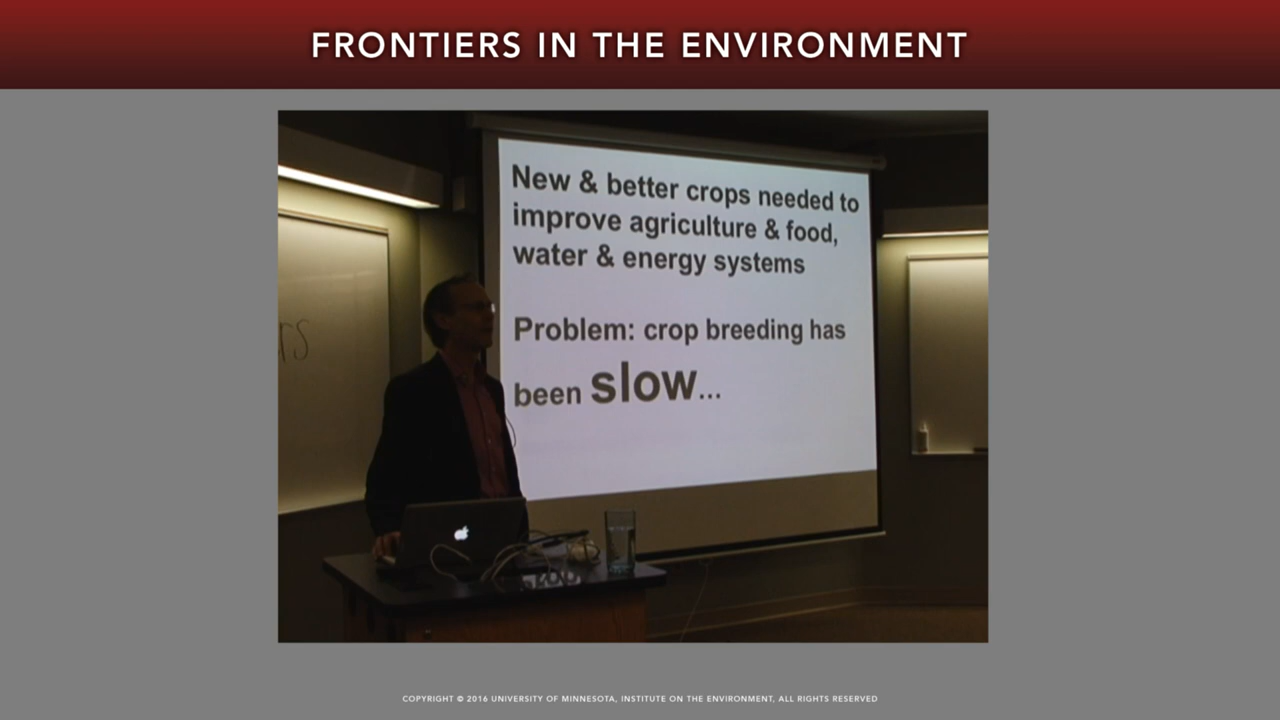 FRONTIERS IN THE ENVIRONMENT
New & better crops needed to
improve agriculture & food,
water & energy systems
Problem: crop breeding has
been slow...
COPYRIGHT © 2016 UNIVERSITY OF MINNESOTA, INSTITUTE ON THE ENVIRONMENT, ALL RIGHTS RESERVED